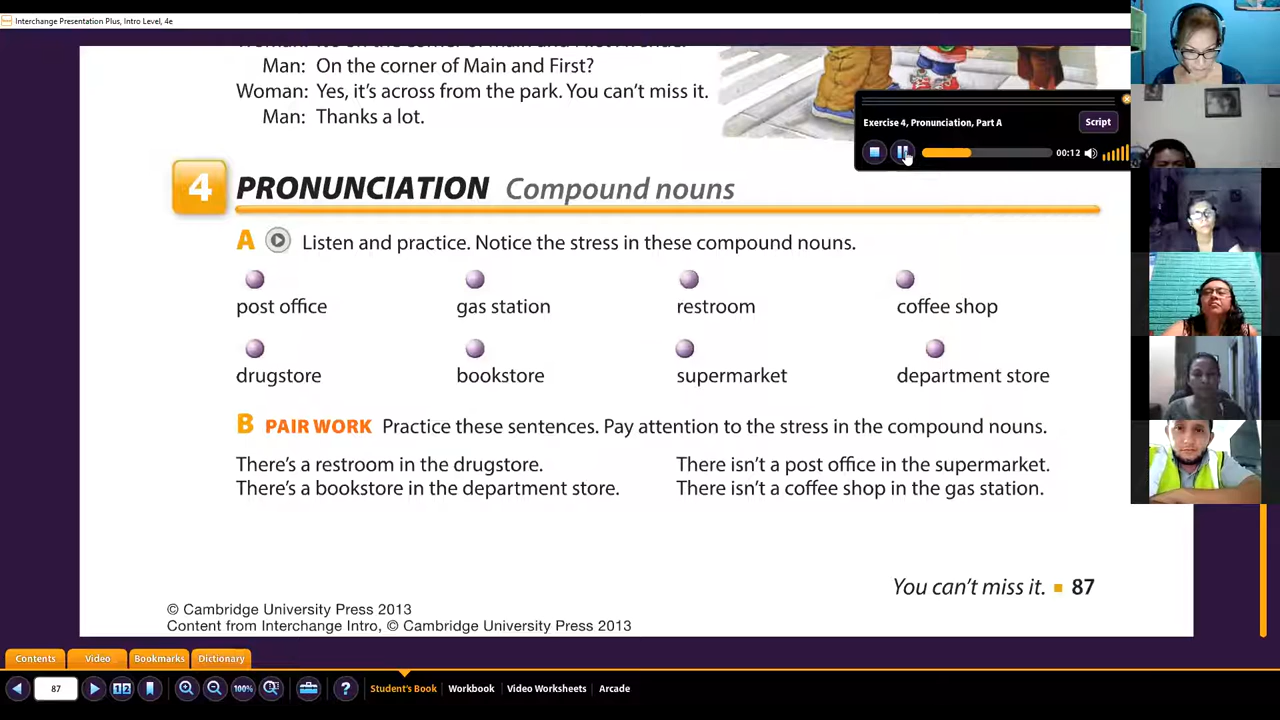 Interchange Presentation Plus, Intro Level, 4e
Man: On the corner of Main and First?
Woman: Yes, it's across from the park. You can't miss it.
Man: Thanks a lot.
Exercise 4, Pronunciation, Part A
Script
00:12
4 PRONUNCIATION Compound nouns
A Listen and practice. Notice the stress in these compound nouns.
post office gas station restroom coffee shop
drugstore bookstore supermarket department store
B PAIR WORK Practice these sentences. Pay attention to the stress in the compound nouns.
There's a restroom in the drugstore. There isn't a post office in the supermarket.
There's a bookstore in the department store. There isn't a coffee shop in the gas station.
You can't miss it. 87
© Cambridge University Press 2013
Content from Interchange Intro, © Cambridge University Press 2013
Contents Video Bookmarks Dictionary
87 12 100% ? Student's Book Workbook Video Worksheets Arcade